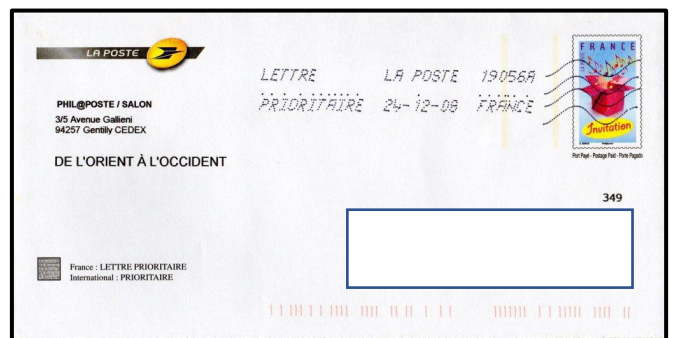 LA POSTE
LETTRE LA POSTE 19056A
PRIORITAIRE 24-12-08 FRANCE
FRANCE
Invitation
Port Payé - Postage Paid - Porte Pagado
PHIL@POSTE / SALON
3/5 Avenue Gallieni
94257 Gentilly CEDEX
DE L'ORIENT À L'OCCIDENT
349
France : LETTRE PRIORITAIRE
International : PRIORITAIRE